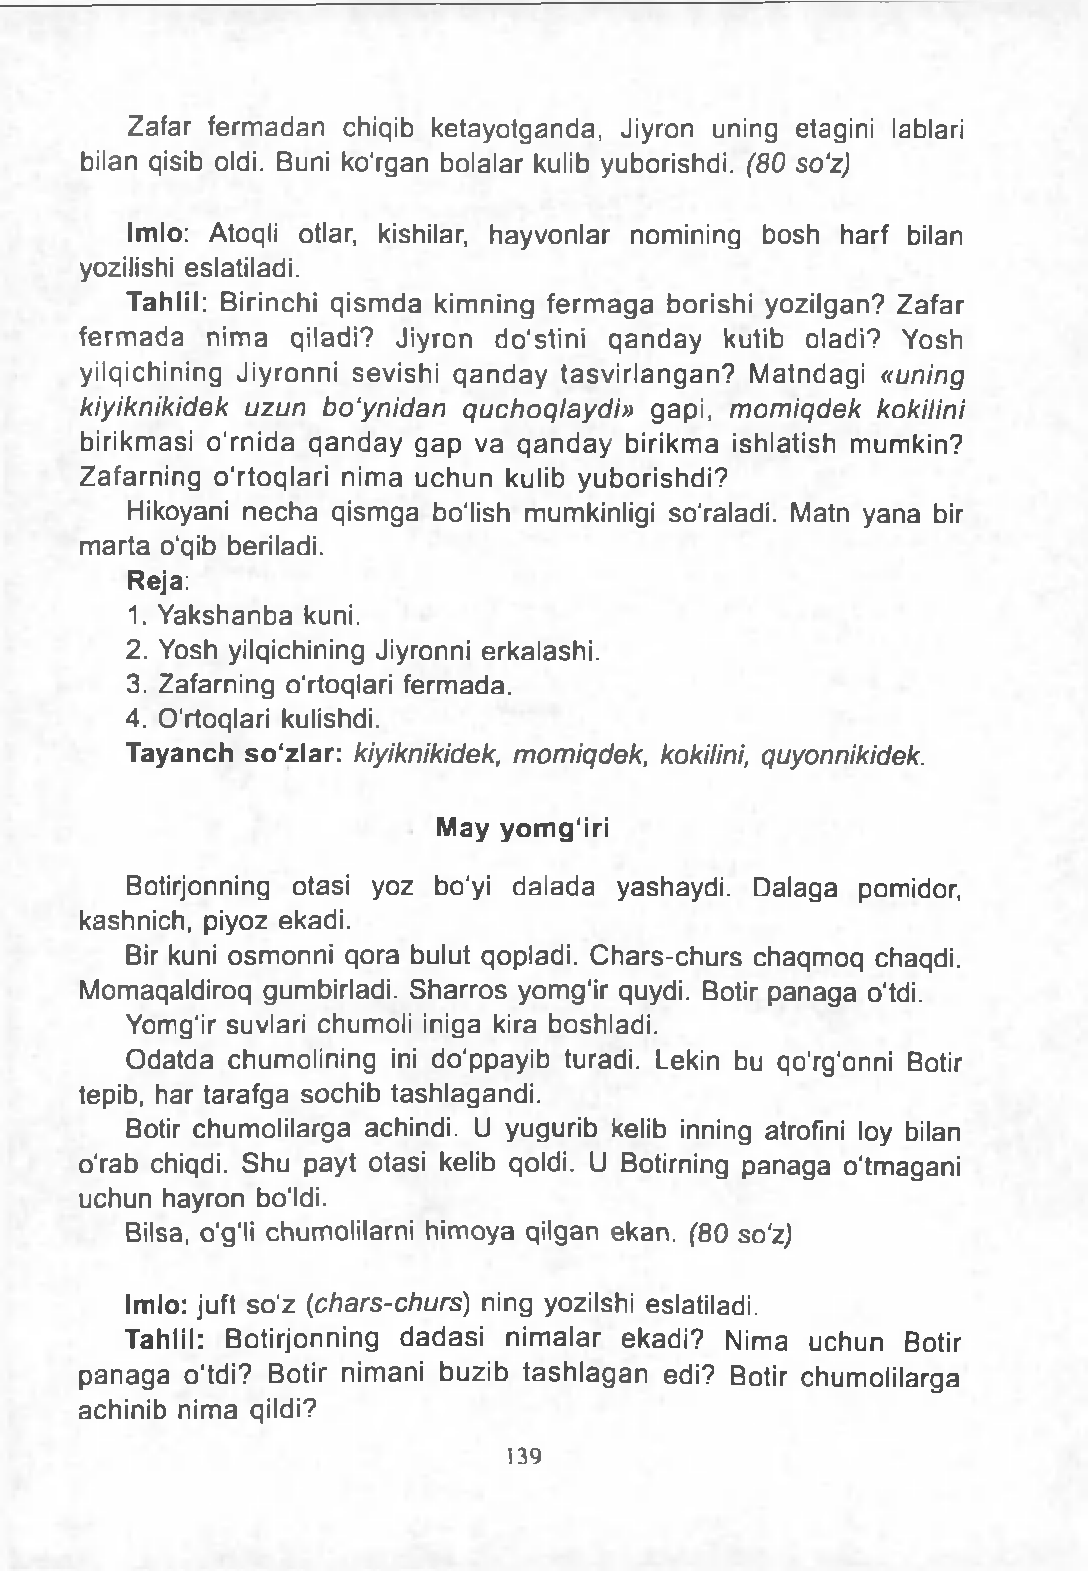 Zafar fermadan chiqib ketayotganda, Jiyron uning etagini lablari
bilan qisib oldi. Buni ko'rgan bolalar kulib yuborishdi. (80 so'z)
Imlo: Atoqli otlar, kishilar, hayvonlar nomining bosh harf bilan
yozilishi eslatiladi.
Tahlil: Birinchi qismda kimning fermaga borishi yozilgan? Zafar
fermada nima qiladi? Jiyron do'stini qanday kutib oladi? Yosh
yilqichining Jiyronni sevishi qanday tasvirlangan? Matndagi «uning
kiyiknikidek uzun bo'ynidan quchoqlaydi» gapi, momiqdek kokilini
birikmasi o'rnida qanday gap va qanday birikma ishlatish mumkin?
Zafarning o'rtoqlari nima uchun kulib yuborishdi?
Hikoyani necha qismga bo'lish mumkinligi so'raladi. Matn yana bir
marta o'qib beriladi.
Reja:
1. Yakshanba kuni.
2. Yosh yilqichining Jiyronni erkalashi.
3. Zafarning o'rtoqlari fermada.
4. O'rtoqlari kulishdi.
Tayanch so'zlar: kiyiknikidek, momiqdek, kokilini, quyonnikidek.
May yomg'iri
Botirjonning otasi yoz bo'yi dalada yashaydi. Dalaga pomidor,
kashnich, piyoz ekadi.
Bir kuni osmonni qora bulut qopladi. Chars-churs chaqmoq chaqdi.
Momaqaldiroq gumbirladi. Sharros yomg'ir quydi. Botir panaga o'tdi.
Yomg'ir suvlari chumoli iniga kira boshladi.
Odatda chumolining ini do'ppayib turadi. Lekin bu qo'rg'onni Botir
tepib, har tarafga sochib tashlagandi.
Botir chumolilarga achindi. U yugurib kelib inning atrofini loy bilan
o'rab chiqdi. Shu payt otasi kelib qoldi. U Botirning panaga o'tmagani
uchun hayron bo'ldi.
Bilsa, o'g'li chumolilarni himoya qilgan ekan. (80 so'z)
Imlo: juft so'z (chars-churs) ning yozilshi eslatiladi.
Tahlil: Botirjonning dadasi nimalar ekadi? Nima uchun Botir
panaga o'tdi? Botir nimani buzib tashlagan edi? Botir chumolilarga
achinib nima qildi?
139